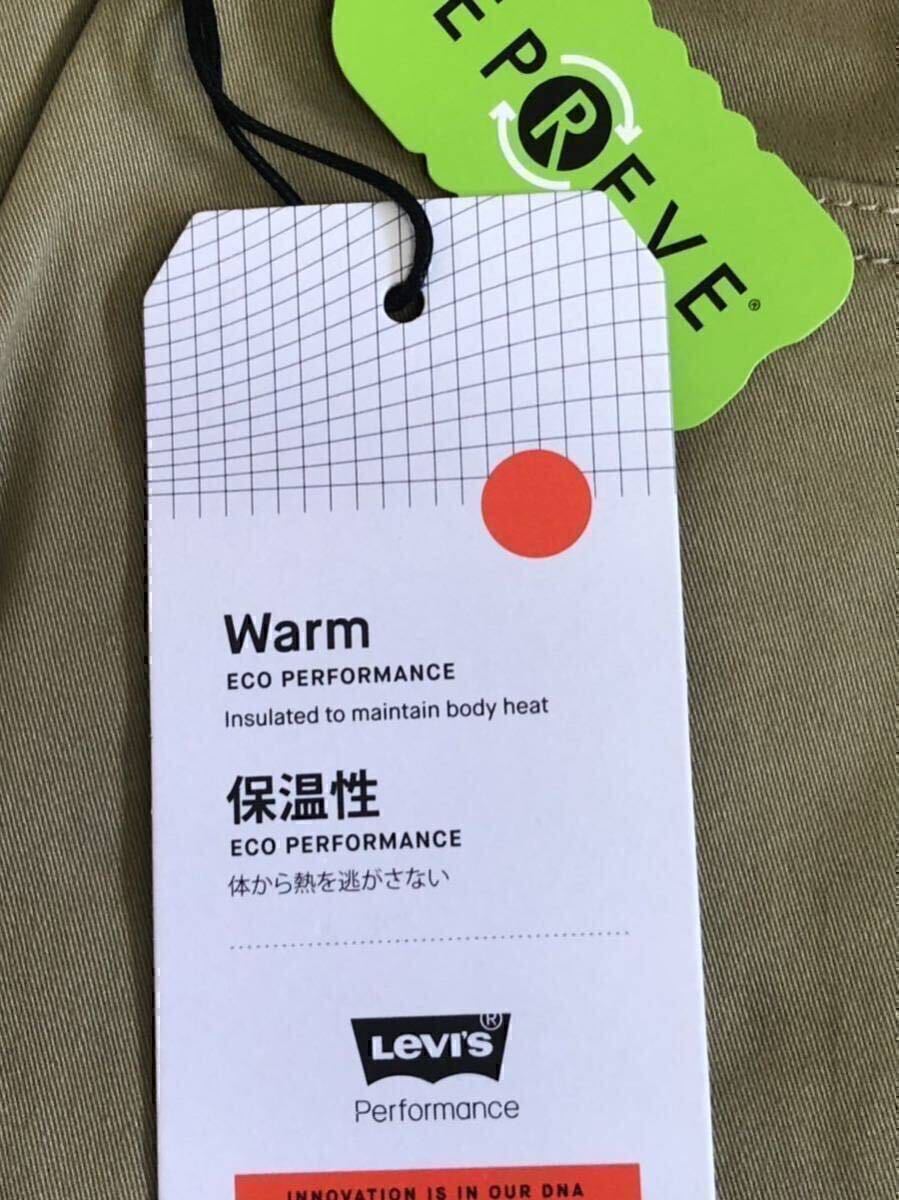 EPREVE®
R
Warm
ECO PERFORMANCE
Insulated to maintain body heat
保温性
ECO PERFORMANCE
体から熱を逃がさない
LEVI'S®
Performance
INNOVATION IS IN OUR DNA